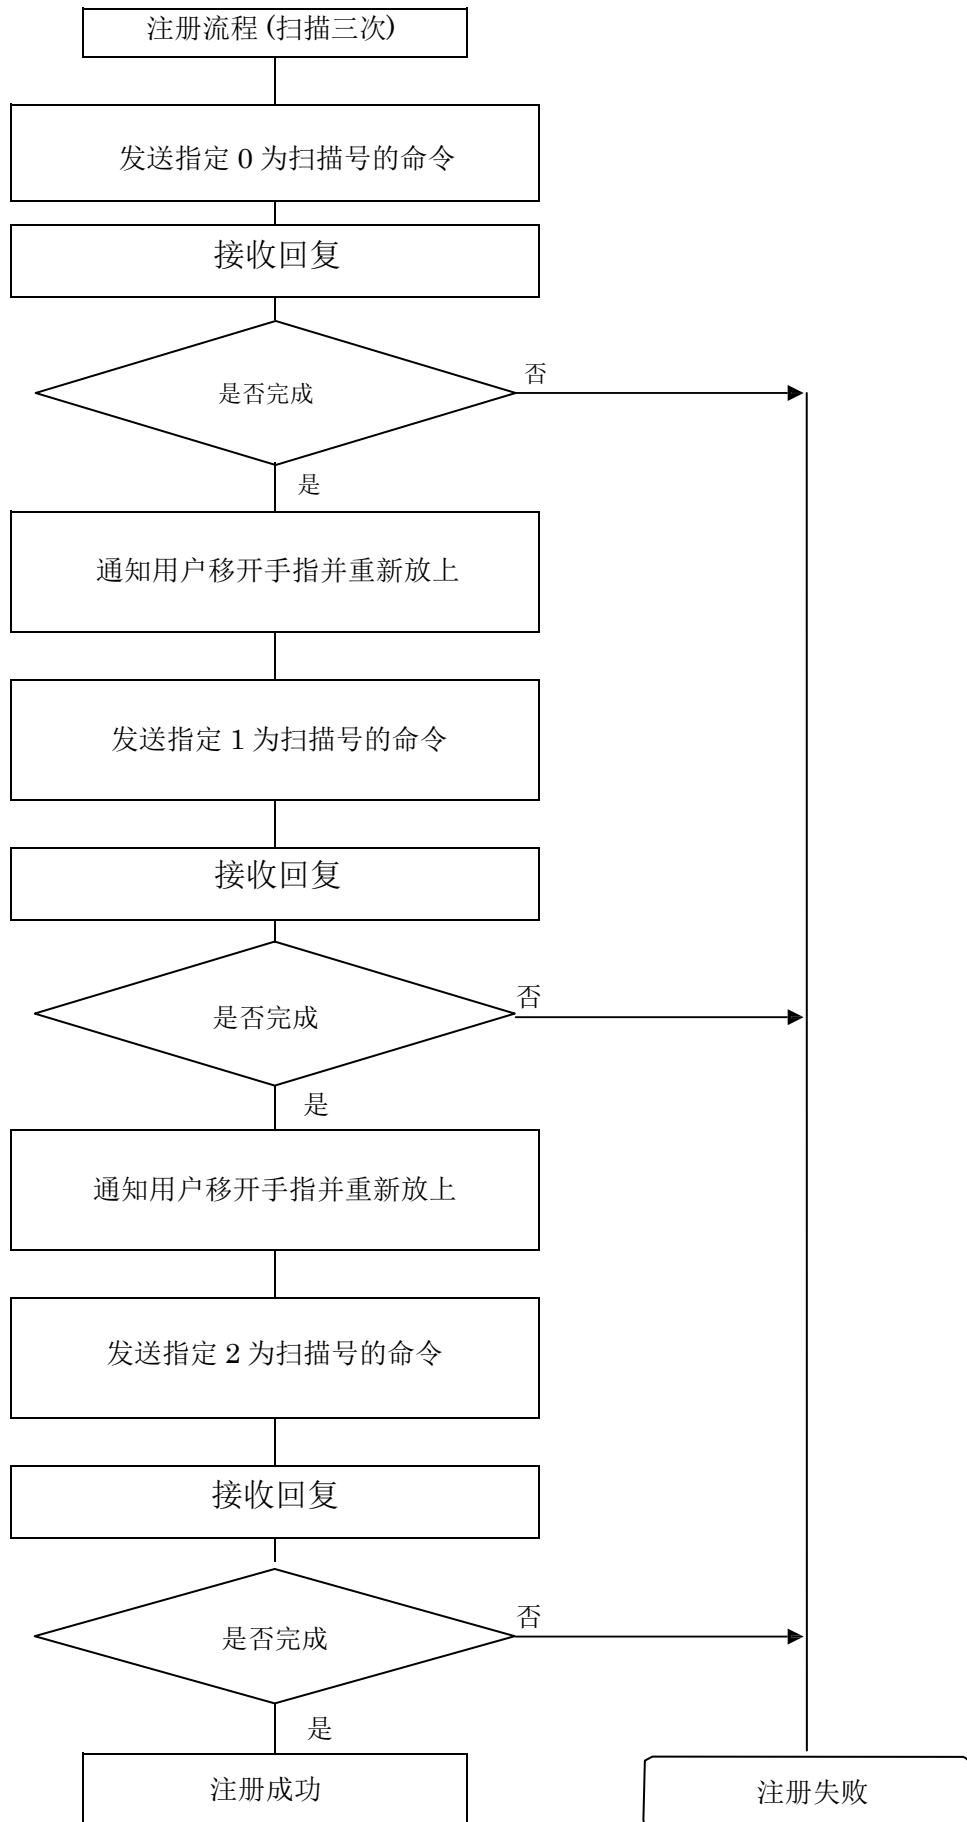 注册流程 (扫描三次)
发送指定 0 为扫描号的命令
接收回复
是否完成
否
是
通知用户移开手指并重新放上
发送指定 1 为扫描号的命令
接收回复
是否完成
否
是
通知用户移开手指并重新放上
发送指定 2 为扫描号的命令
接收回复
是否完成
否
是
注册成功
注册失败